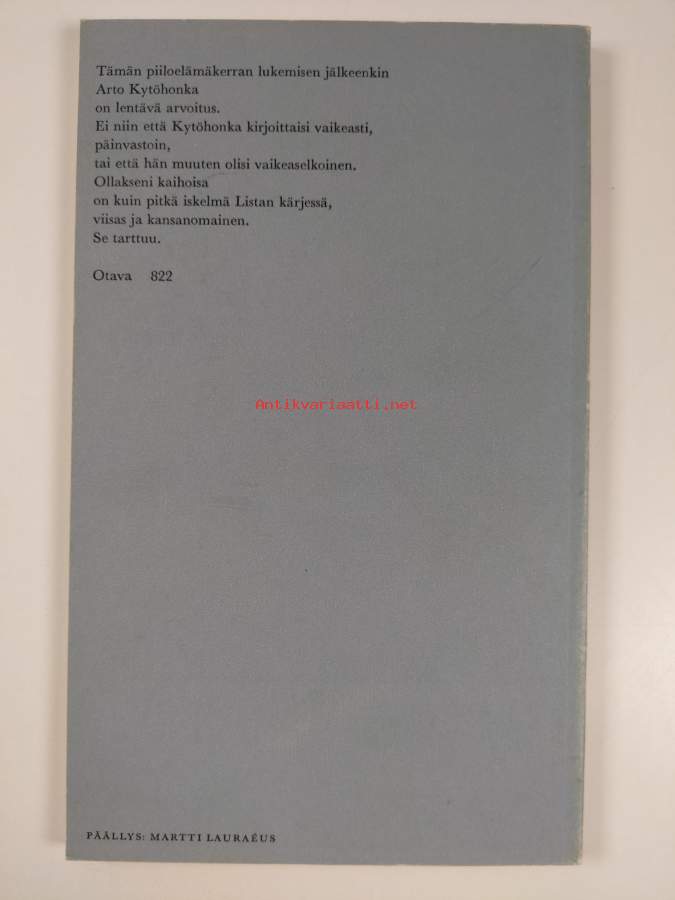 Tämän piiloelämäkerran lukemisen jälkeenkin
Arto Kytöhonka
on lentävä arvoitus.
Ei niin että Kytöhonka kirjoittaisi vaikeasti,
päinvastoin,
tai että hän muuten olisi vaikeaselkoinen.
Ollakseni kaihoisa
on kuin pitkä iskelmä Listan kärjessä,
viisas ja kansanomainen.
Se tarttuu.
Otava 822
Antikvariaatti.net
PÄÄLLYS: MARTTI LAURAÉUS